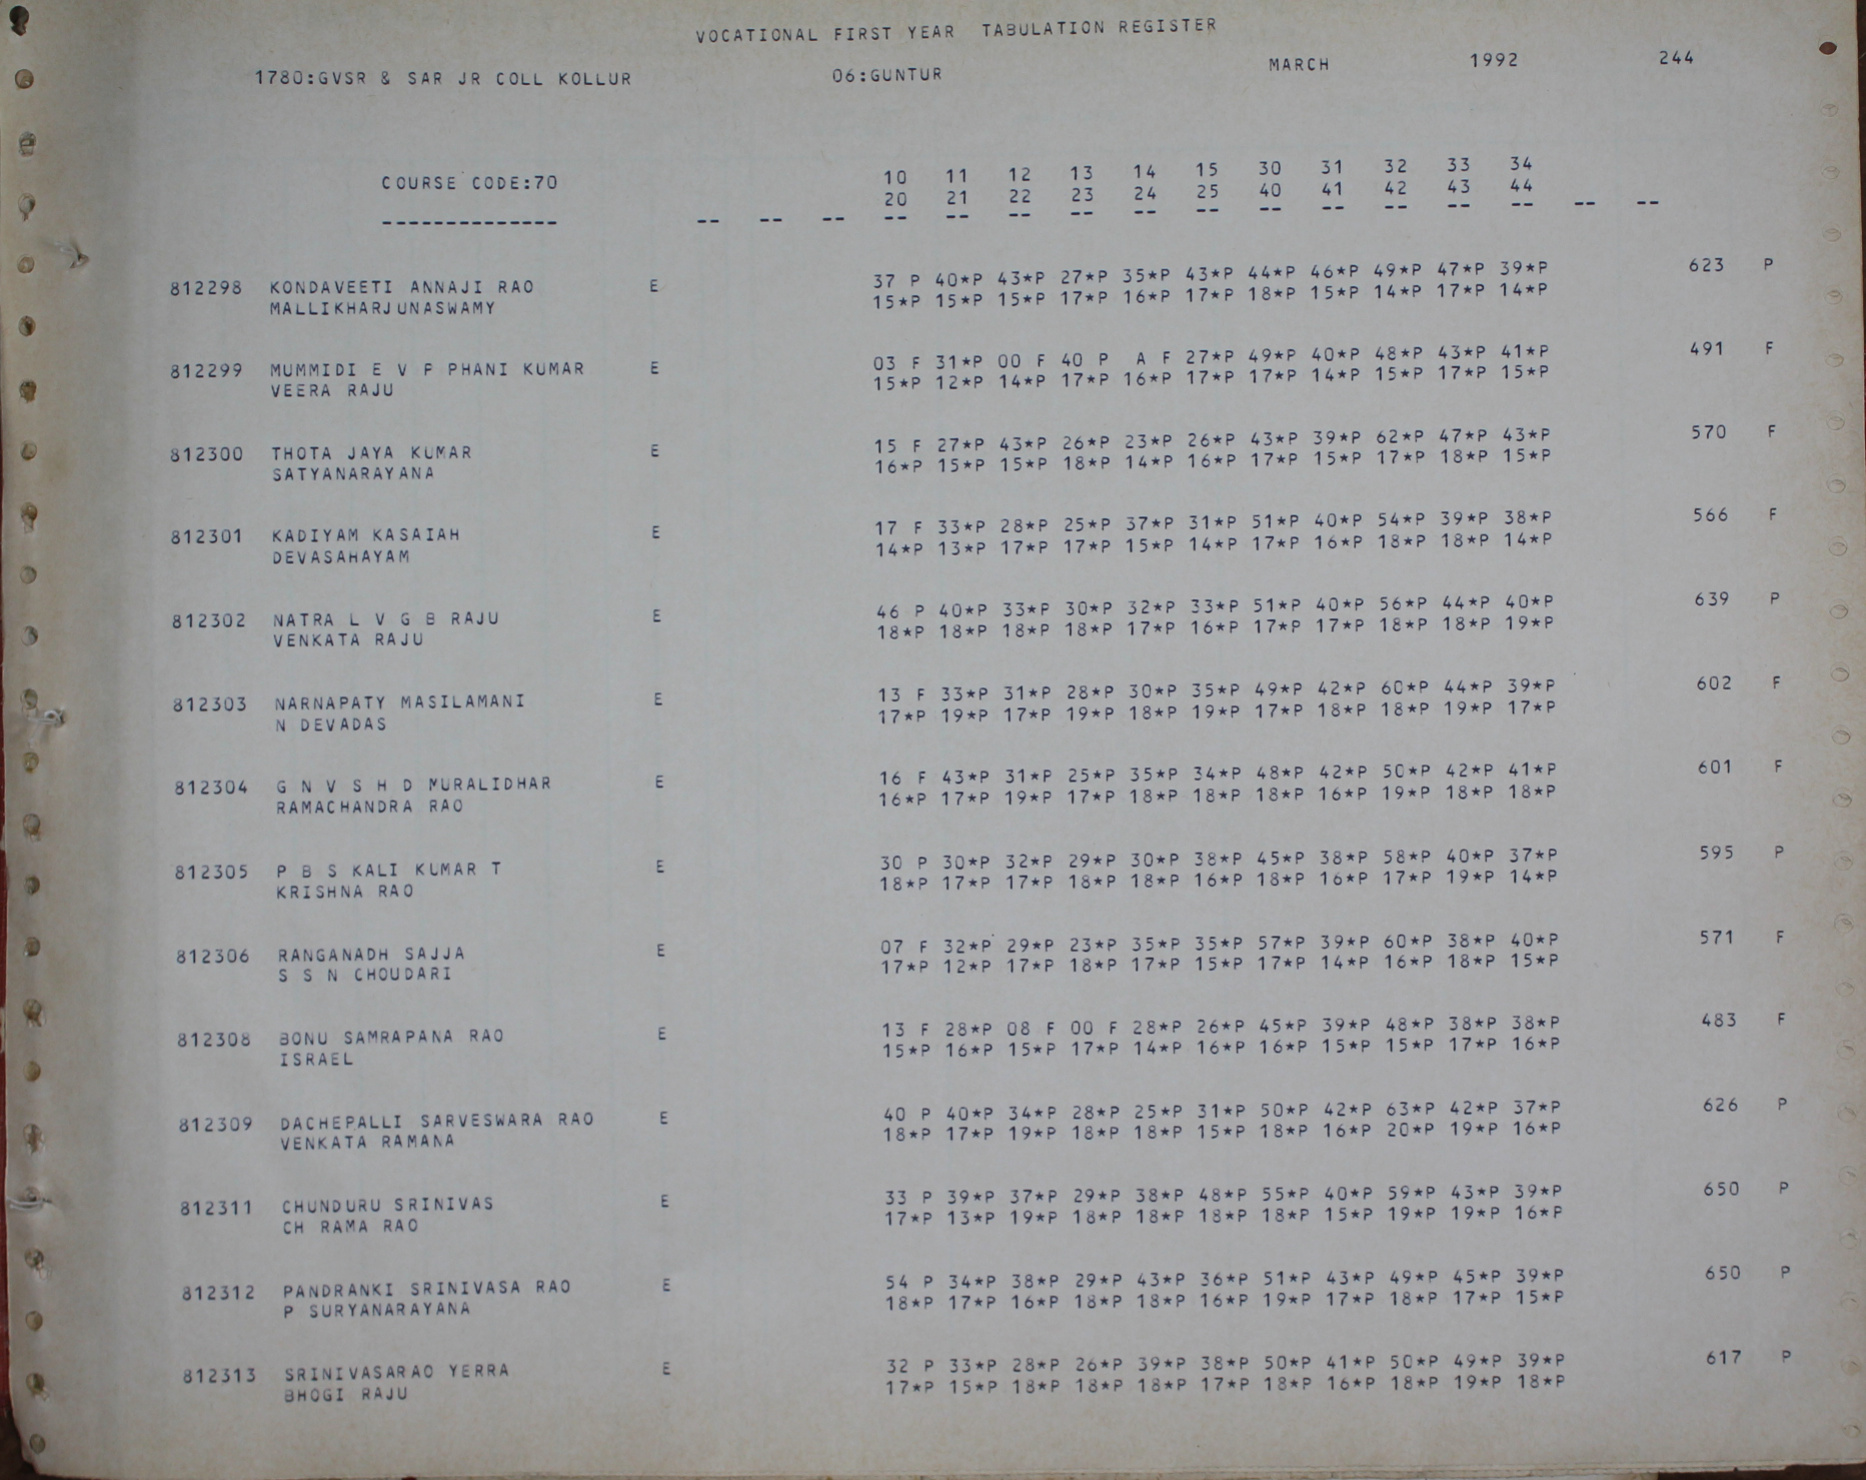 VOCATIONAL FIRST YEAR TABULATION REGISTER
1780:GVSR & SAR JR COLL KOLLUR 06:GUNTUR MARCH 1992 244
10 11 12 13 14 15 30 31 32 33 34
COURSE CODE:70
20 21 22 23 24 25 40 41 42 43 44
-------------- -- -- -- -- -- -- -- -- -- -- -- -- -- -- -- --
37 P 40*P 43*P 27*P 35*P 43*P 44*P 46*P 49*P 47*P 39*P 623 P
812298 KONDAVEETI ANNAJI RAO E
15*P 15*P 15*P 17*P 16*P 17*P 18*P 15*P 14*P 17*P 14*P
MALLIKHARJUNASWAMY
03 F 31*P 00 F 40 P A F 27*P 49*P 40*P 48*P 43*P 41*P 491 F
812299 MUMMIDI E V P PHANI KUMAR E
15*P 12*P 14*P 17*P 16*P 17*P 17*P 14*P 15*P 17*P 15*P
VEERA RAJU
15 F 27*P 43*P 26*P 23*P 26*P 43*P 39*P 62*P 47*P 43*P 570 F
812300 THOTA JAYA KUMAR E
16*P 15*P 15*P 18*P 14*P 16*P 17*P 15*P 17*P 18*P 15*P
SATYANARAYANA
17 F 33*P 28*P 25*P 37*P 31*P 51*P 40*P 54*P 39*P 38*P 566 F
812301 KADIYAM KASAIAH E
14*P 13*P 17*P 17*P 15*P 14*P 17*P 16*P 18*P 18*P 14*P
DEVASAHAYAM
46 P 40*P 33*P 30*P 32*P 33*P 51*P 40*P 56*P 44*P 40*P 639 P
812302 NATRA L V G B RAJU E
18*P 18*P 18*P 18*P 17*P 16*P 17*P 17*P 18*P 18*P 19*P
VENKATA RAJU
13 F 33*P 31*P 28*P 30*P 35*P 49*P 42*P 60*P 44*P 39*P 602 F
812303 NARNAPATY MASILAMANI E
17*P 19*P 17*P 19*P 18*P 19*P 17*P 18*P 18*P 19*P 17*P
N DEVADAS
16 F 43*P 31*P 25*P 35*P 34*P 48*P 42*P 50*P 42*P 41*P 601 F
812304 G N V S H D MURALIDHAR E
16*P 17*P 19*P 17*P 18*P 18*P 18*P 16*P 19*P 18*P 18*P
RAMACHANDRA RAO
30 P 30*P 32*P 29*P 30*P 38*P 45*P 38*P 58*P 40*P 37*P 595 P
812305 P B S KALI KUMAR T E
18*P 17*P 17*P 18*P 18*P 16*P 18*P 16*P 17*P 19*P 14*P
KRISHNA RAO
07 F 32*P 29*P 23*P 35*P 35*P 57*P 39*P 60*P 38*P 40*P 571 F
812306 RANGANADH SAJJA E
17*P 12*P 17*P 18*P 17*P 15*P 17*P 14*P 16*P 18*P 15*P
S S N CHOUDARI
13 F 28*P 08 F 00 F 28*P 26*P 45*P 39*P 48*P 38*P 38*P 483 F
812308 BONU SAMRAPANA RAO E
15*P 16*P 15*P 17*P 14*P 16*P 16*P 15*P 15*P 17*P 16*P
ISRAEL
40 P 40*P 34*P 28*P 25*P 31*P 50*P 42*P 63*P 42*P 37*P 626 P
812309 DACHEPALLI SARVESWARA RAO E
18*P 17*P 19*P 18*P 18*P 15*P 18*P 16*P 20*P 19*P 16*P
VENKATA RAMANA
33 P 39*P 37*P 29*P 38*P 48*P 55*P 40*P 59*P 43*P 39*P 650 P
812311 CHUNDURU SRINIVAS E
17*P 13*P 19*P 18*P 18*P 18*P 18*P 15*P 19*P 19*P 16*P
CH RAMA RAO
54 P 34*P 38*P 29*P 43*P 36*P 51*P 43*P 49*P 45*P 39*P 650 P
812312 PANDRANKI SRINIVASA RAO E
18*P 17*P 16*P 18*P 18*P 16*P 19*P 17*P 18*P 17*P 15*P
P SURYANARAYANA
32 P 33*P 28*P 26*P 39*P 38*P 50*P 41*P 50*P 49*P 39*P 617 P
812313 SRINIVASARAO YERRA E
17*P 15*P 18*P 18*P 18*P 17*P 18*P 16*P 18*P 19*P 18*P
BHOGI RAJU